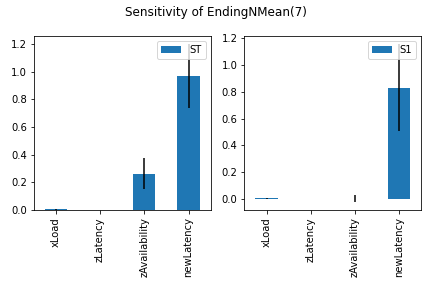 Sensitivity of EndingNMean(7)
ST
1.2
1.0
0.8
0.6
0.4
0.2
0.0
xLoad
zLatency
zAvailability
newLatency
S1
1.2
1.0
0.8
0.6
0.4
0.2
0.0
xLoad
zLatency
zAvailability
newLatency